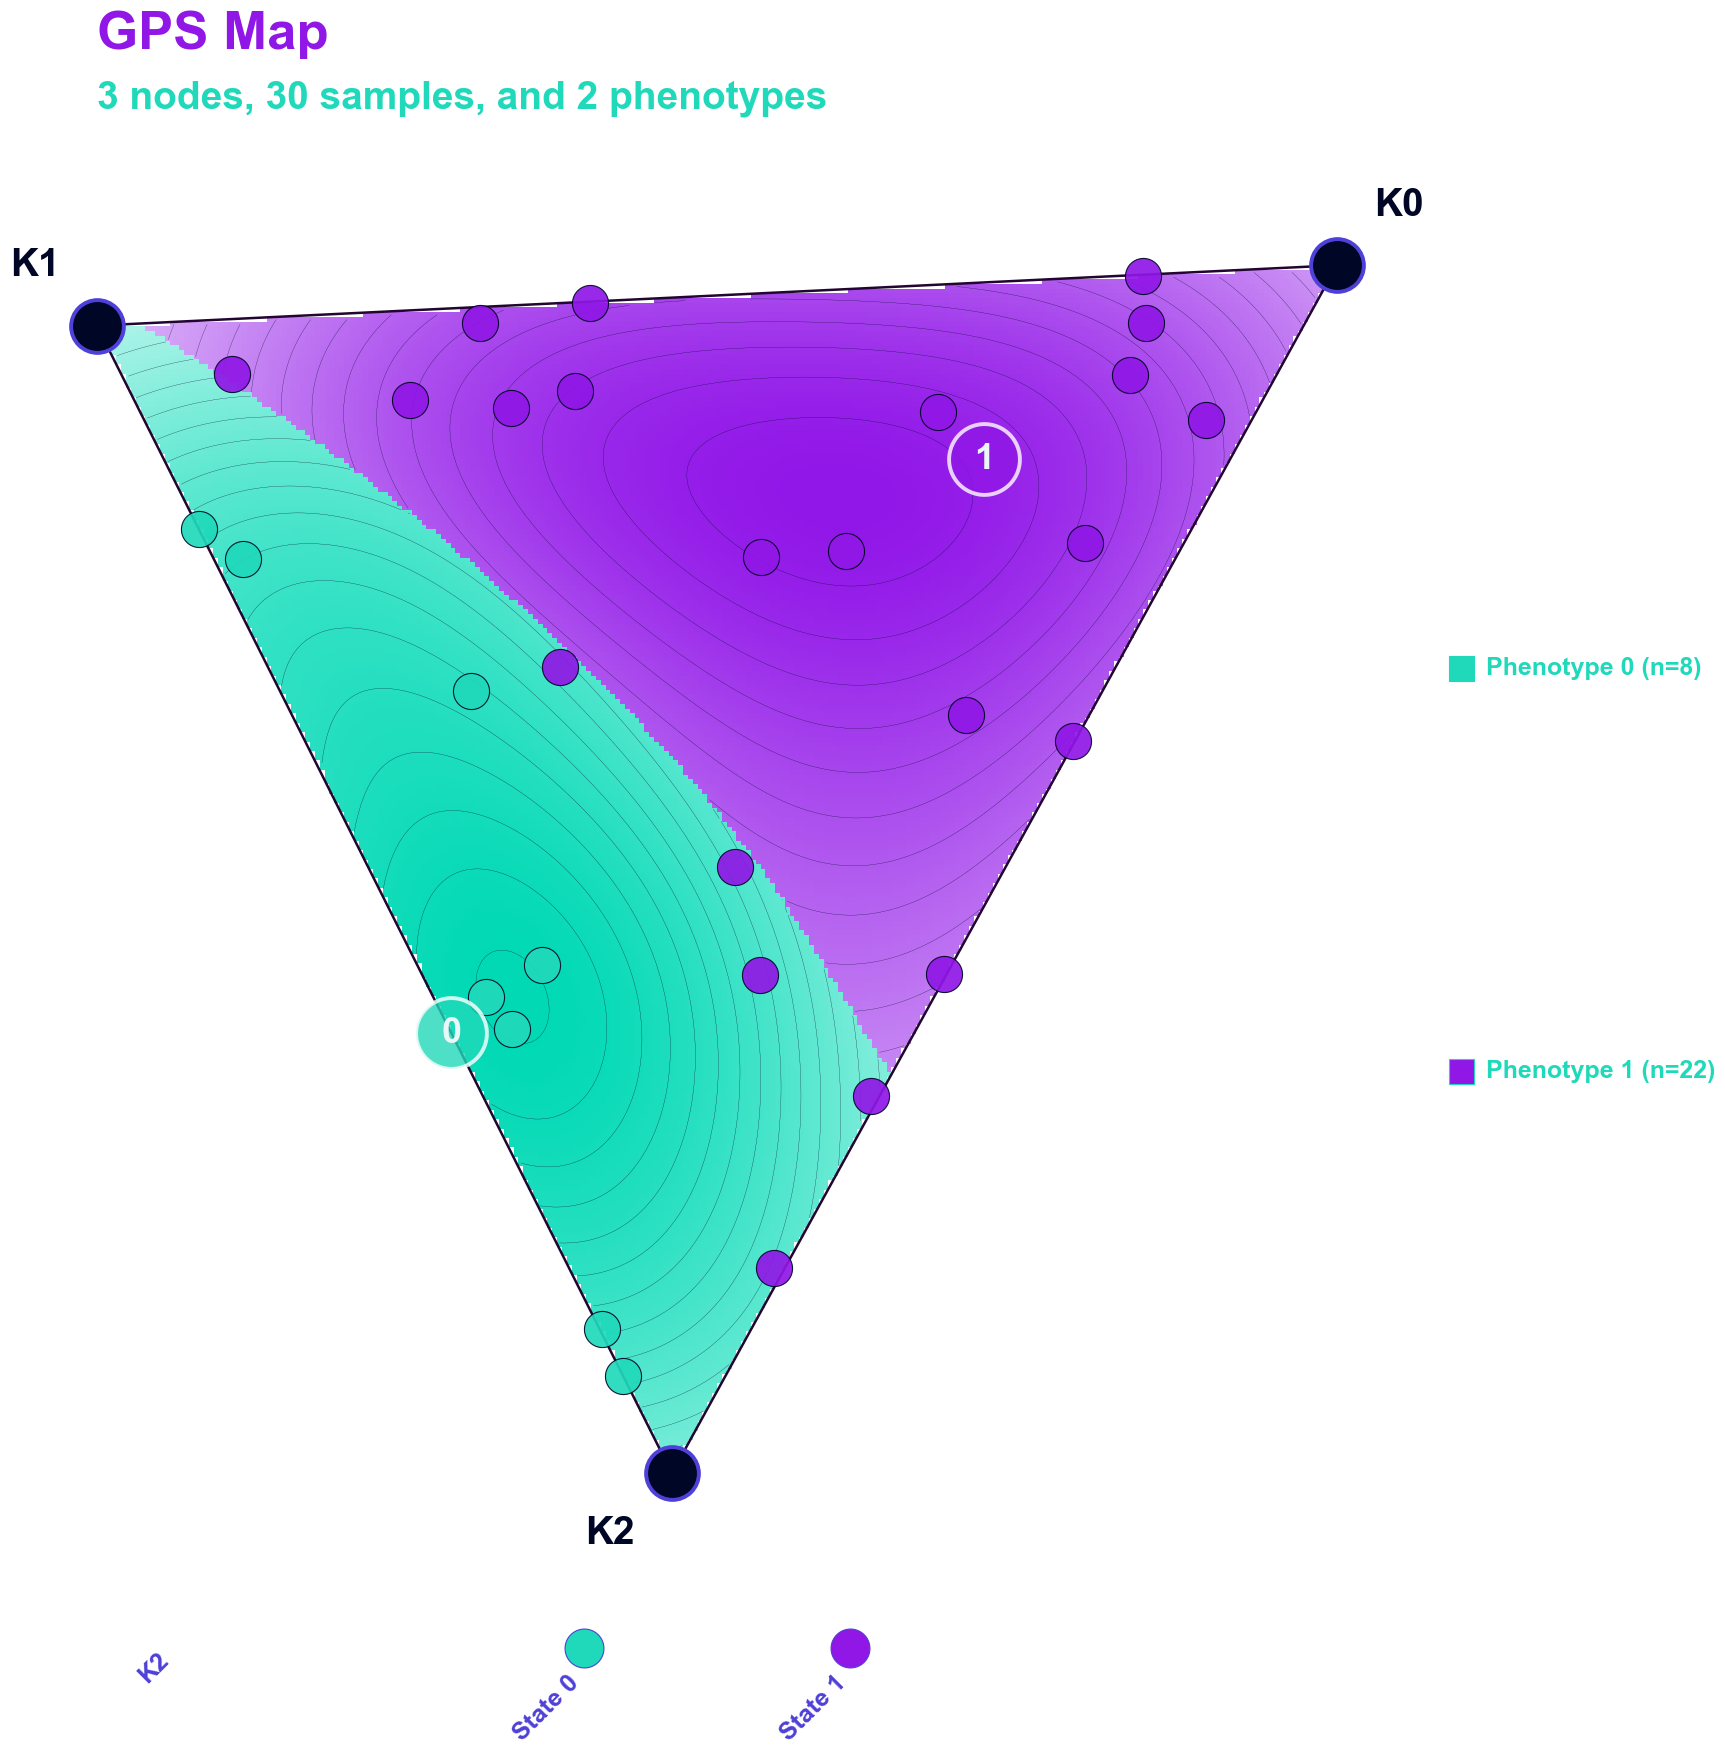 GPS Map
3 nodes, 30 samples, and 2 phenotypes
K0
K1
1
Phenotype 0 (n=8)
0
Phenotype 1 (n=22)
K2
K2
State 0
State 1